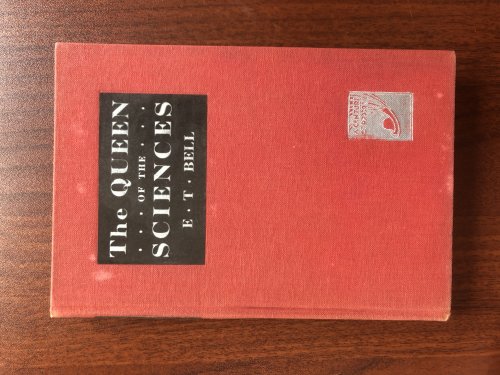 The QUEEN
. . . OF THE . . .
SCIENCES
E · T · BELL